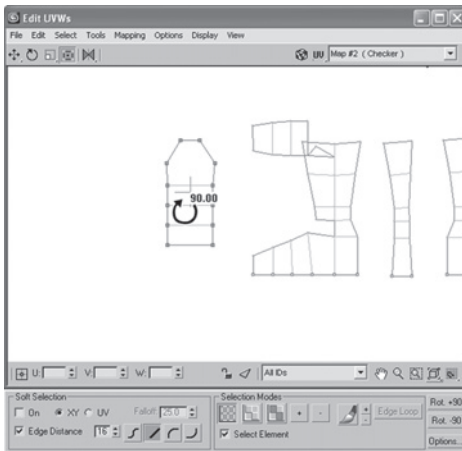 Edit UVWs
File Edit Select Tools Mapping Options Display View
UV Map #2 ( Checker )
90.00
U: V: W: All IDs
Soft Selection
On XY UV Falloff: 25.0
Edge Distance 16
Selection Modes
+ - + - Edge Loop
Select Element
Rot. +90
Rot. -90
Options...